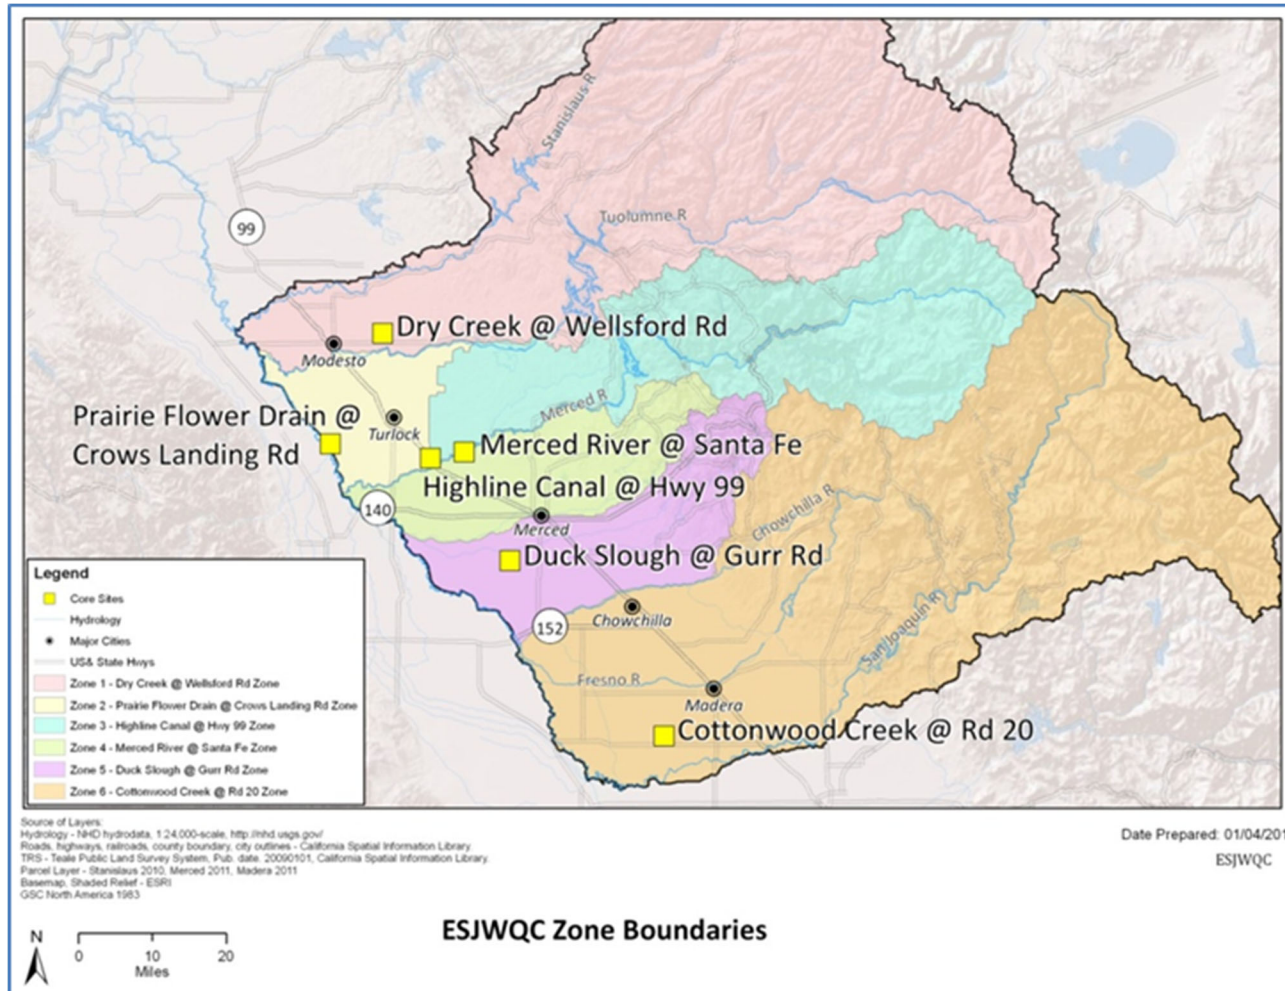 Stanislaus R
Tuolumne R
99
Dry Creek @ Wellsford Rd
Modesto
Merced R
Prairie Flower Drain @
Crows Landing Rd
Turlock
Merced River @ Santa Fe
Highline Canal @ Hwy 99
140
Merced
Chowchilla R
Duck Slough @ Gurr Rd
152
Chowchilla
San Joaquin R
Fresno R
Madera
Cottonwood Creek @ Rd 20
Legend
Core Sites
Hydrology
Major Cities
US& State Hwys
Zone 1 - Dry Creek @ Wellsford Rd Zone
Zone 2 - Prairie Flower Drain @ Crows Landing Rd Zone
Zone 3 - Highline Canal @ Hwy 99 Zone
Zone 4 - Merced River @ Santa Fe Zone
Zone 5 - Duck Slough @ Gurr Rd Zone
Zone 6 - Cottonwood Creek @ Rd 20 Zone
Source of Layers:
Hydrology - NHD hydrodata, 1:24,000-scale, http://nhd.usgs.gov/
Roads, highways, railroads, county boundary, city outlines - California Spatial Information Library.
TRS - Teale Public Land Survey System, Pub. date, 20090101, California Spatial Information Library.
Parcel Layer - Stanislaus 2010, Merced 2011, Madera 2011
Basemap, Shaded Relief - ESRI
GSC North America 1983
Date Prepared: 01/04/201
ESJWQC
ESJWQC Zone Boundaries
N
0 10 20
Miles